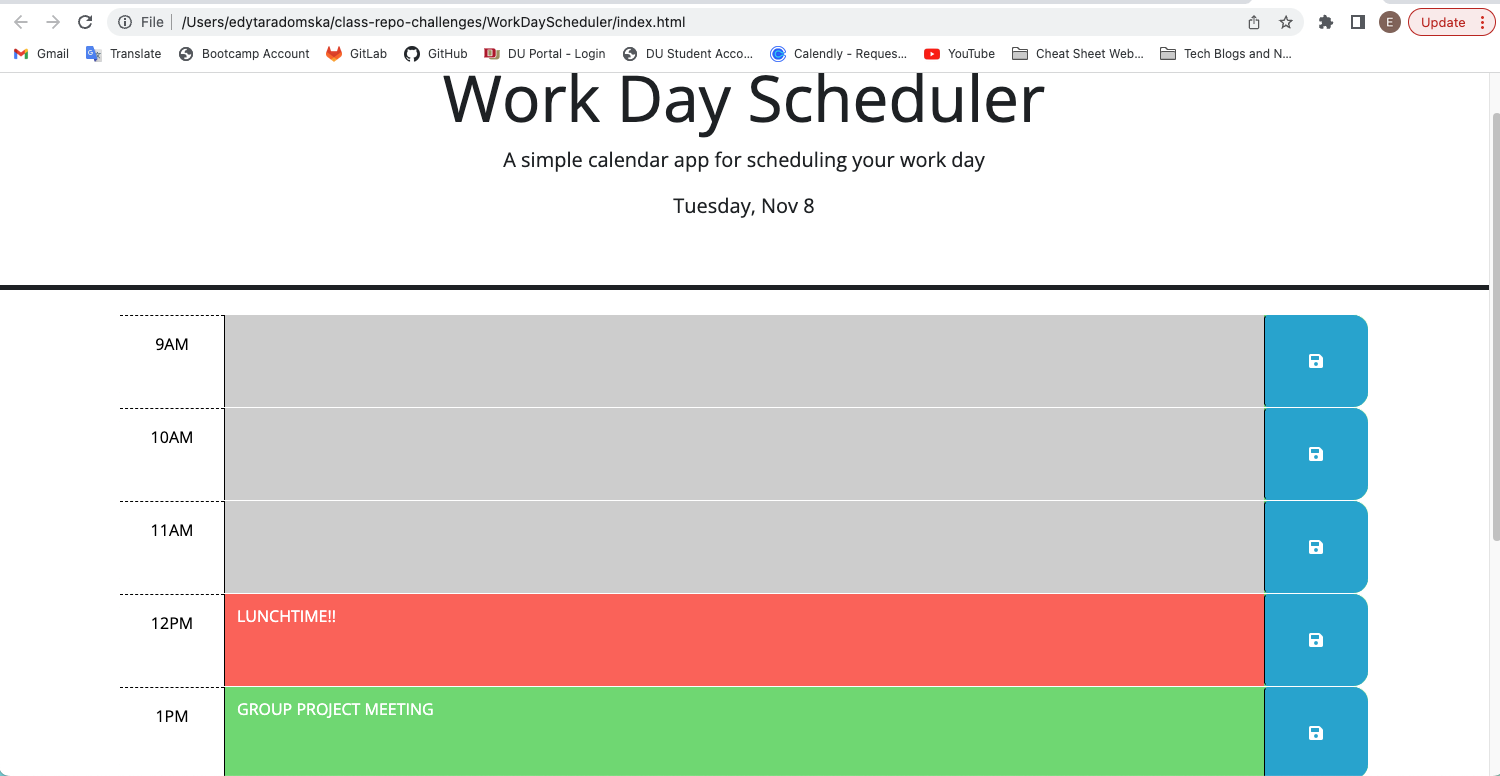 File /Users/edytaradomska/class-repo-challenges/WorkDayScheduler/index.html E Update
Gmail Translate Bootcamp Account GitLab GitHub DU Portal - Login DU Student Acco... Calendly - Reques... YouTube Cheat Sheet Web... Tech Blogs and N...
Work Day Scheduler
A simple calendar app for scheduling your work day
Tuesday, Nov 8
9AM
10AM
11AM
12PM LUNCHTIME!!
1PM GROUP PROJECT MEETING